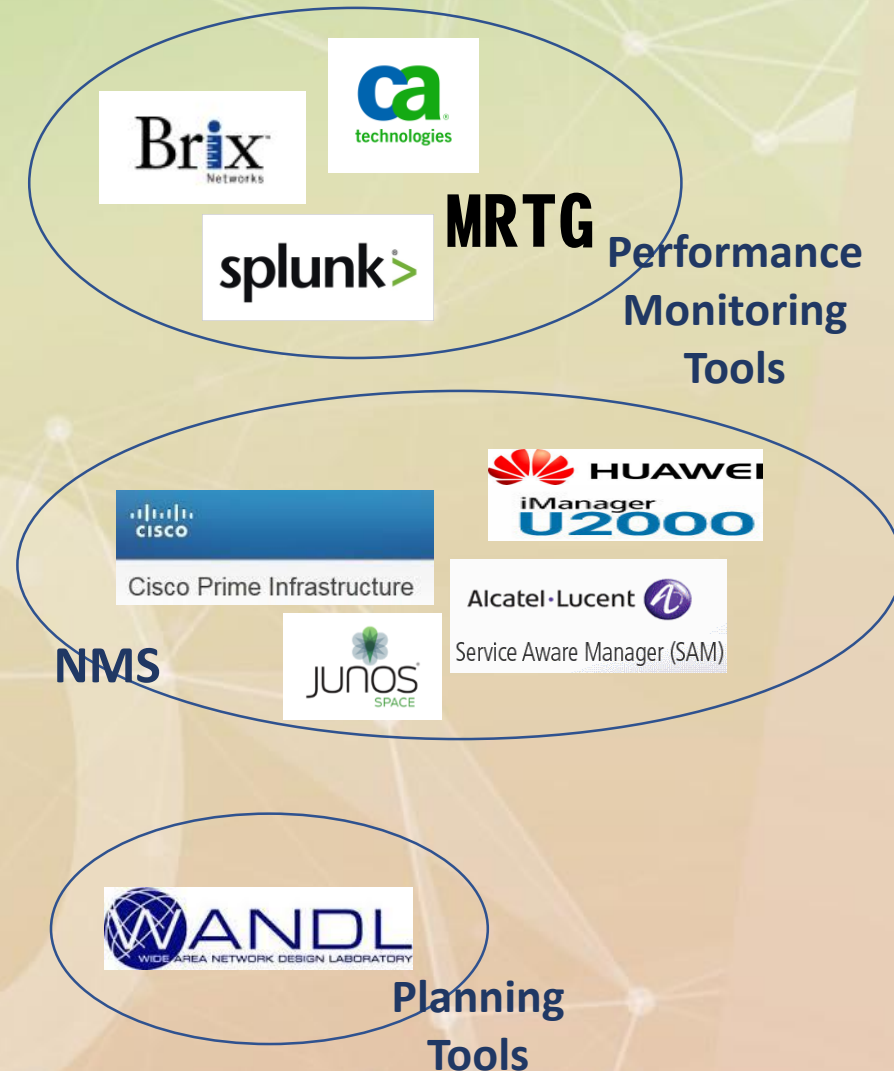 ca
technologies
Brix
Networks
MRTG
splunk>
Performance
Monitoring
Tools
HUAWEI
iManager
U2000
CISCO
Cisco Prime Infrastructure
Alcatel·Lucent
Service Aware Manager (SAM)
JUNOS
SPACE
NMS
WANDL
WIDE AREA NETWORK DESIGN LABORATORY
Planning
Tools